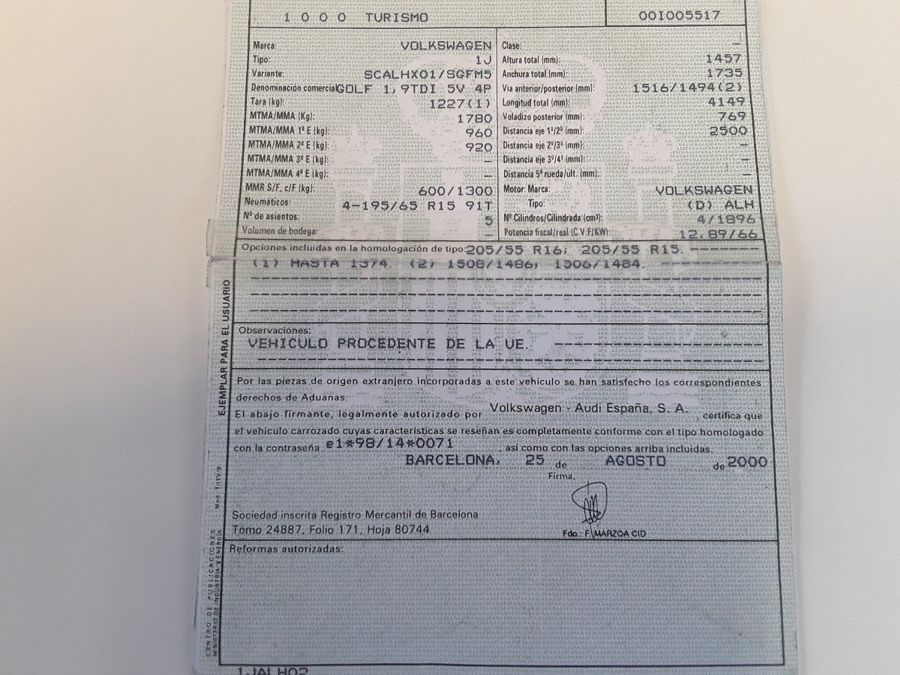 1 0 0 0 TURISMO 00I005517
Marca: VOLKSWAGEN
Tipo: 1J
Variante: SCALHX01/SGFM5
Denominación comercial GOLF 1,9TDI 5V 4P
Tara (kg): 1227(1)
MTMA/MMA (Kg): 1780
MTMA/MMA 1º E (kg): 960
MTMA/MMA 2º E (kg): 920
MTMA/MMA 3º E (kg): —
MTMA/MMA 4º E (kg): —
MMR S/F, c/F (kg): 600/1300
Neumáticos: 4-195/65 R15 91T
Nº de asientos: 5
Volumen de bodega:
Clase: —
Altura total (mm): 1457
Anchura total (mm): 1735
Via anterior/posterior (mm): 1516/1494(2)
Longitud total (mm): 4149
Voladizo posterior (mm): 769
Distancia eje 1º/2º (mm): 2500
Distancia eje 2º/3º (mm): —
Distancia eje 3º/4º (mm): —
Distancia 5ª rueda/últ. (mm): —
Motor: Marca: VOLKSWAGEN
Tipo: (D) ALH
Nº Cilindros/Cilindrada (cm³): 4/1896
Potencia fiscal/real (C.V.F/KW): 12,89/66
Opciones incluidas en la homologación de tipo: 205/55 R16, 205/55 R15.
(1) HASTA 1374. (2) 1508/1486, 1506/1484.
Observaciones:
VEHICULO PROCEDENTE DE LA UE.
Por las piezas de origen extranjero incorporadas a este vehículo se han satisfecho los correspondientes
derechos de Aduanas.
El abajo firmante, legalmente autorizado por Volkswagen - Audi España, S. A. , certifica que
el vehículo carrozado cuyas características se reseñan es completamente conforme con el tipo homologado
con la contraseña e1*98/14*0071 , así como con las opciones arriba incluidas.
BARCELONA, 25 de AGOSTO de 2000
Firma,
Sociedad inscrita Registro Mercantil de Barcelona
Tomo 24887, Folio 171, Hoja 80744
Fdo.: F. MARZOA CID
Reformas autorizadas:
EJEMPLAR PARA EL USUARIO
CENTRO DE PUBLICACIONES
MINISTERIO DE INDUSTRIA Y ENERGIA
1JALH02